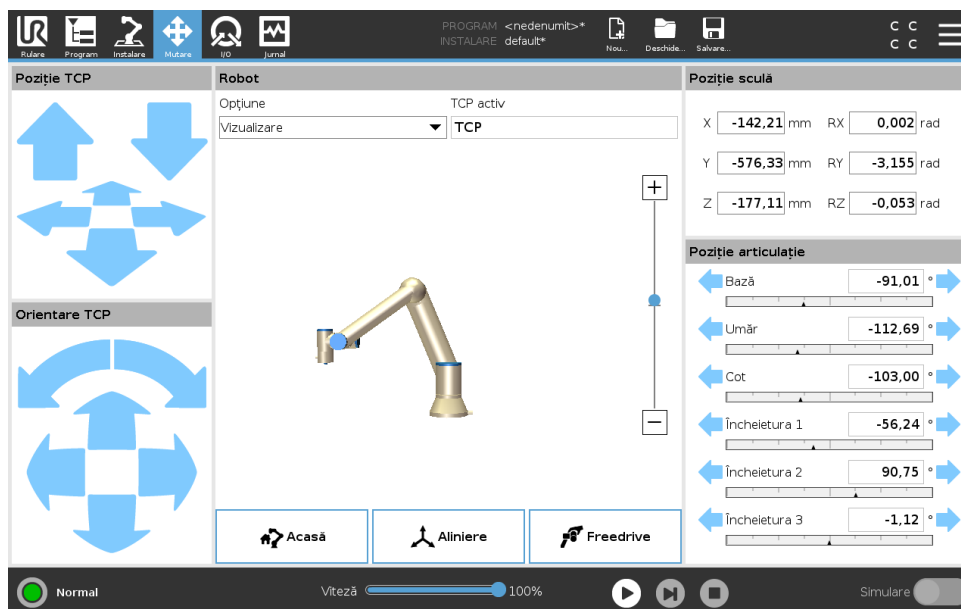 PROGRAM <nedenumit>*
INSTALARE default*
Rulare Program Instalare Mutare I/O Jurnal Nou... Deschide... Salvare...
C C
C C
Poziție TCP
Robot
Opțiune TCP activ
Vizualizare TCP
Poziție sculă
X -142,21 mm RX 0,002 rad
Y -576,33 mm RY -3,155 rad
Z -177,11 mm RZ -0,053 rad
Orientare TCP
Poziție articulație
Bază -91,01 °
Umăr -112,69 °
Cot -103,00 °
Încheietura 1 -56,24 °
Încheietura 2 90,75 °
Încheietura 3 -1,12 °
Acasă Aliniere Freedrive
Normal Viteză 100% Simulare